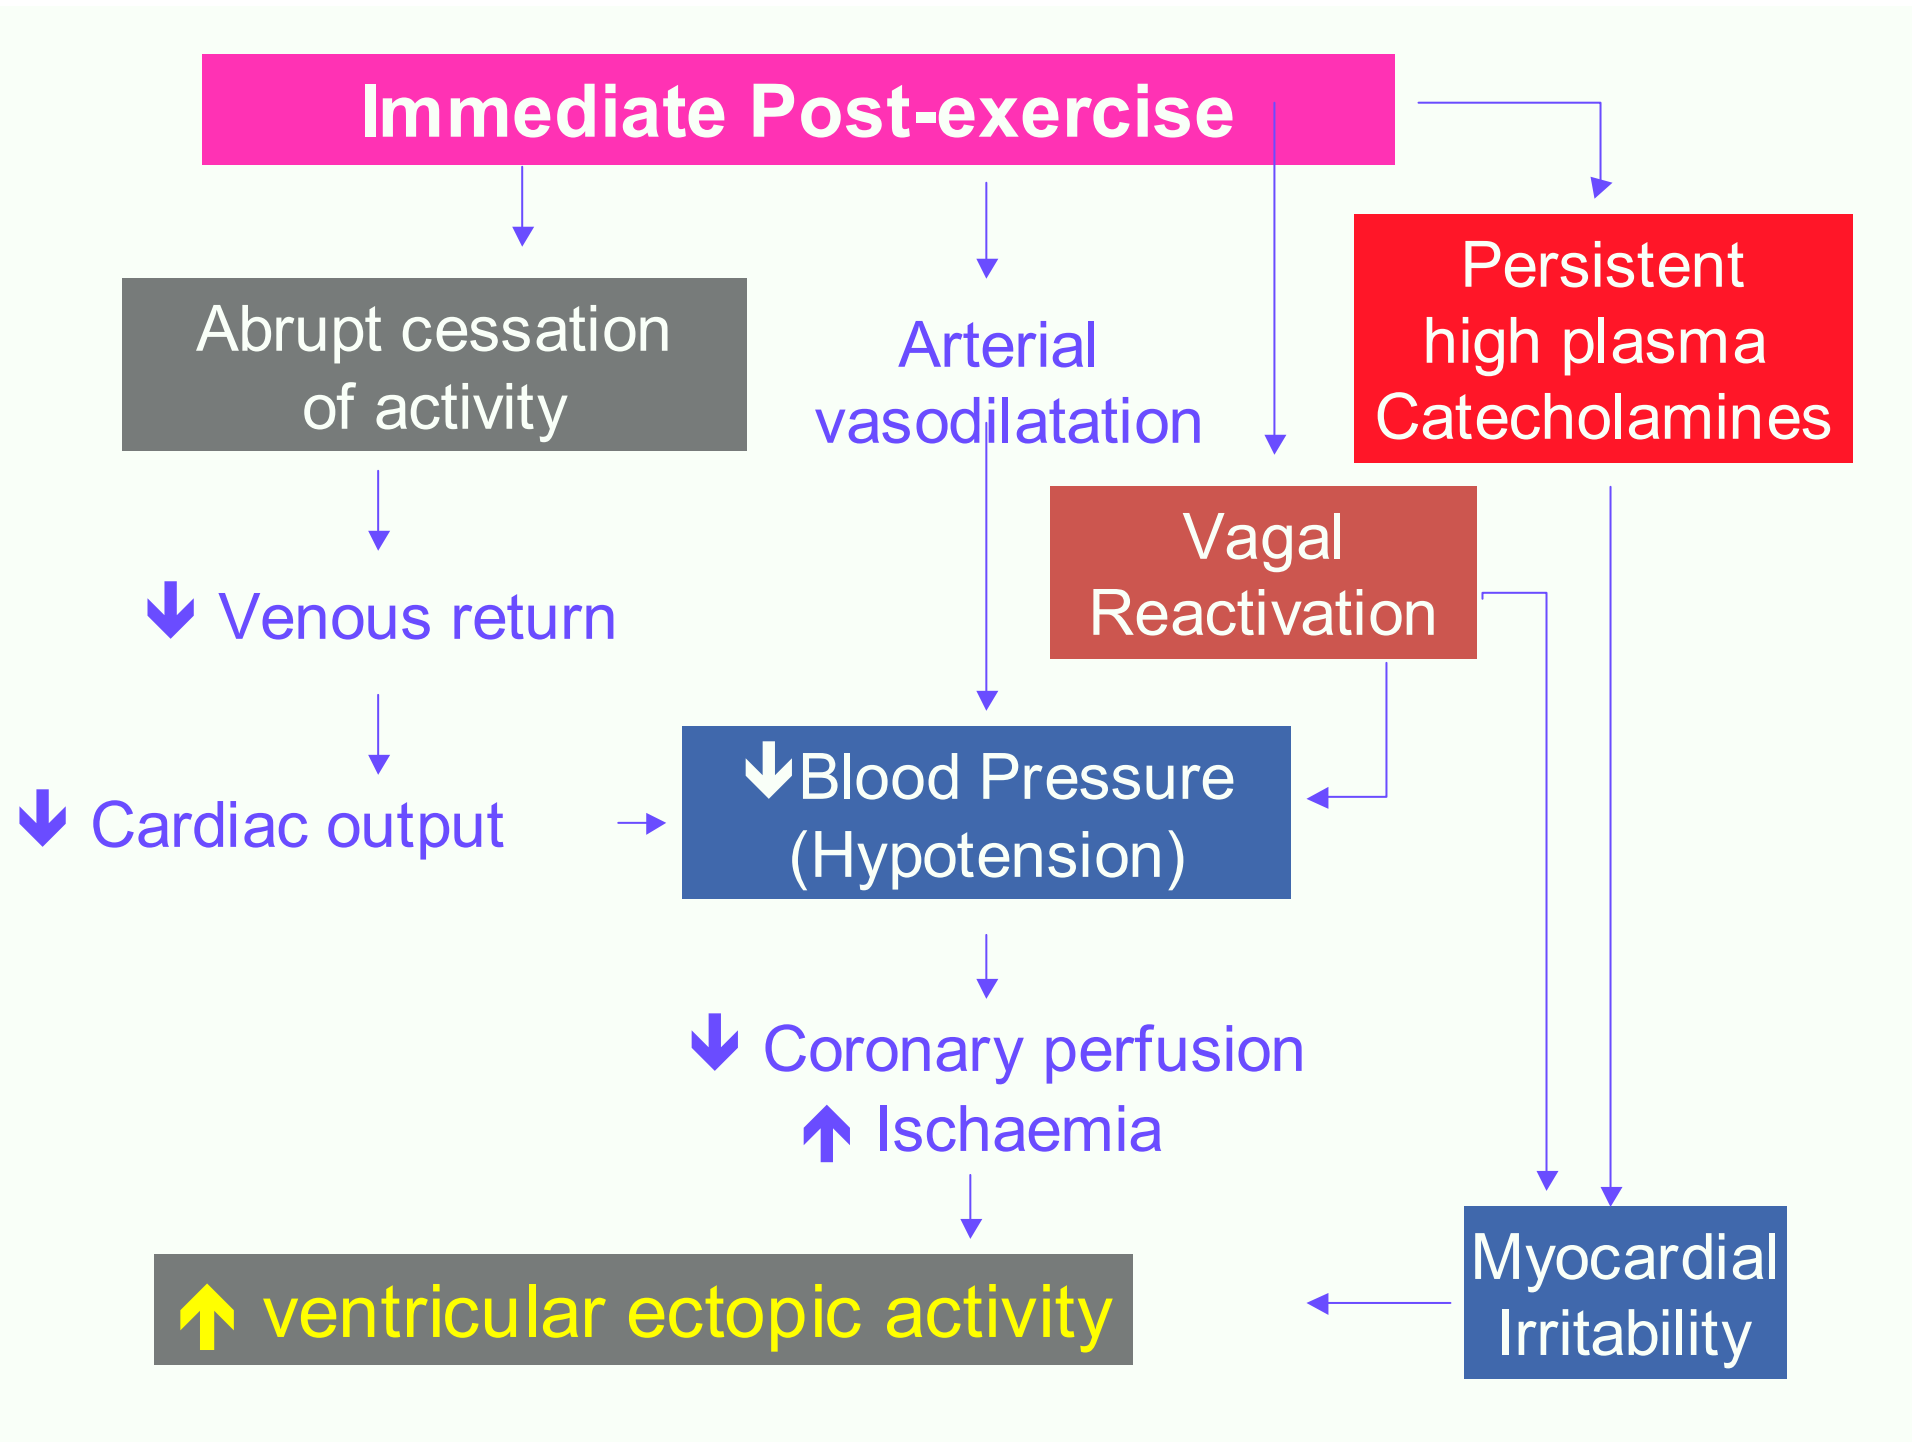 Immediate Post-exercise
Abrupt cessation
of activity
Arterial
vasodilatation
Persistent
high plasma
Catecholamines
Vagal
Reactivation
🡻 Venous return
🡻 Cardiac output
🡻Blood Pressure
(Hypotension)
🡻 Coronary perfusion
🡹 Ischaemia
🡹 ventricular ectopic activity
Myocardial
Irritability